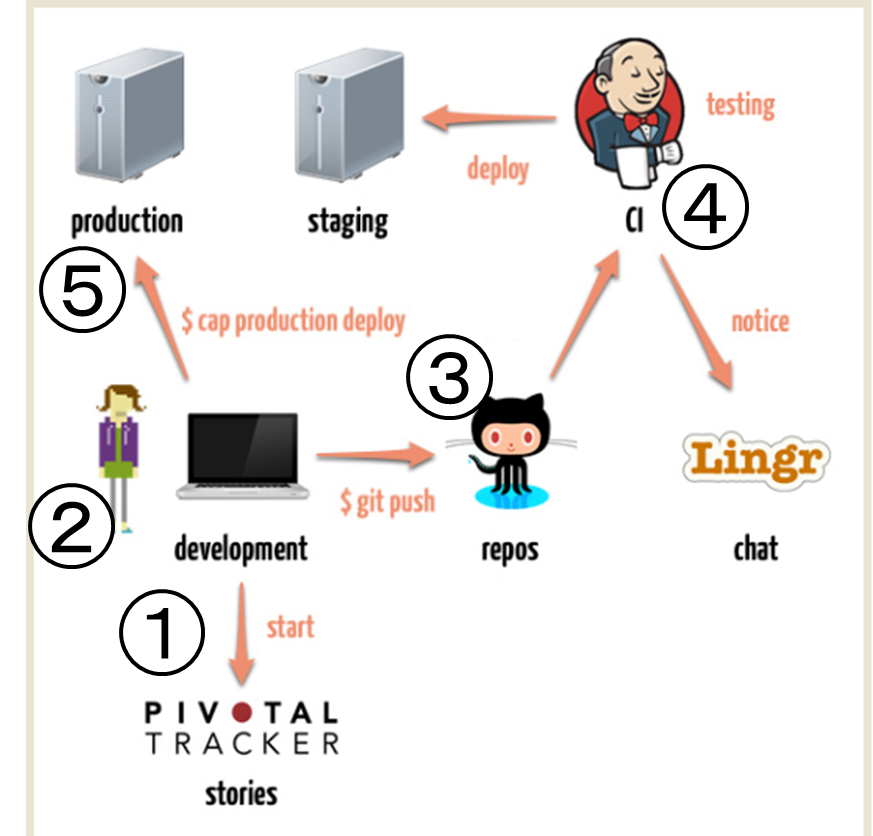 testing
deploy
production
staging
CI
④
⑤
$ cap production deploy
notice
③
Lingr
$ git push
②
development
repos
chat
①
start
PIVOTAL
TRACKER
stories